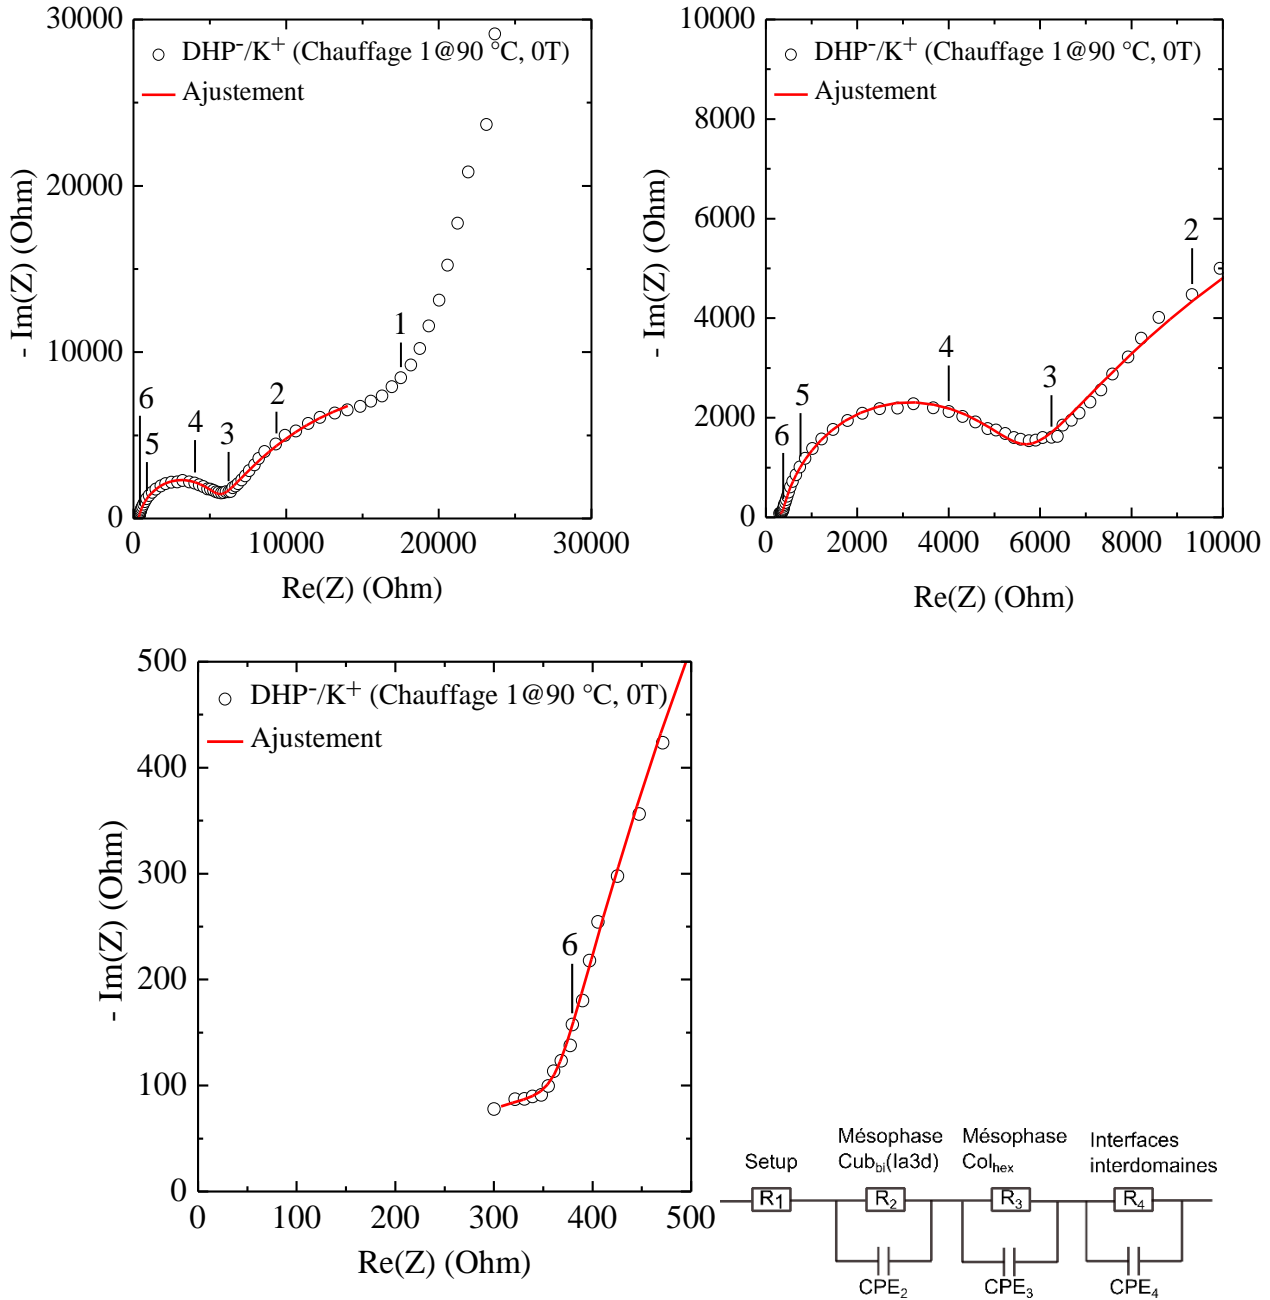 30000
20000
10000
0
- Im(Z) (Ohm)
DHP⁻/K⁺ (Chauffage 1@90 °C, 0T)
Ajustement
1
2
3
4
5
6
0 10000 20000 30000
Re(Z) (Ohm)
10000
8000
6000
4000
2000
0
- Im(Z) (Ohm)
DHP⁻/K⁺ (Chauffage 1@90 °C, 0T)
Ajustement
2
3
4
5
6
0 2000 4000 6000 8000 10000
Re(Z) (Ohm)
500
400
300
200
100
0
- Im(Z) (Ohm)
DHP⁻/K⁺ (Chauffage 1@90 °C, 0T)
Ajustement
6
0 100 200 300 400 500
Re(Z) (Ohm)
Setup
Mésophase
Cub_bi(Ia3d)
Mésophase
Col_hex
Interfaces
interdomaines
R1 R₂ R₃ R₄
CPE₂ CPE₃ CPE₄